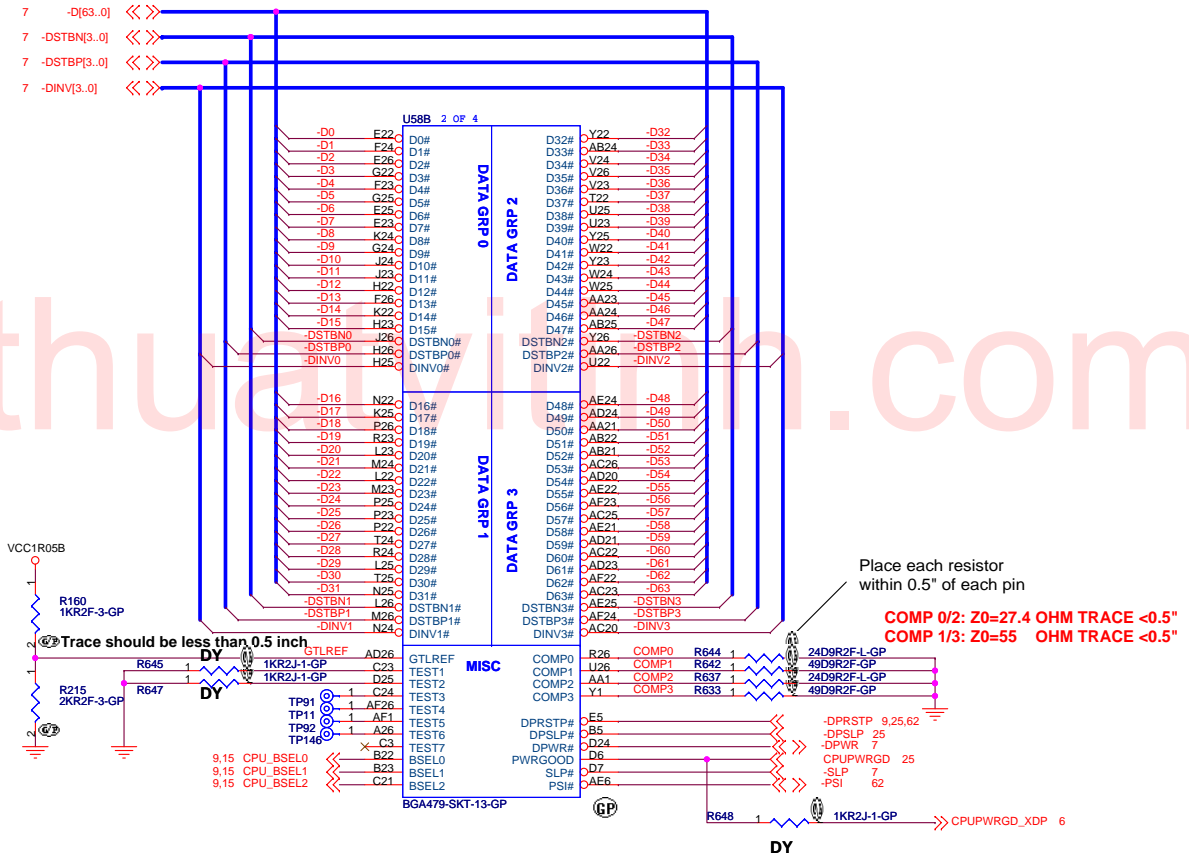 7 -D[63..0]
7 -DSTBN[3..0]
7 -DSTBP[3..0]
7 -DINV[3..0]
U58B 2 OF 4
-D0 E22 D0#
-D1 F24 D1#
-D2 E26 D2#
-D3 G22 D3#
-D4 F23 D4#
-D5 G25 D5#
-D6 E25 D6#
-D7 E23 D7#
-D8 K24 D8#
-D9 G24 D9#
-D10 J24 D10#
-D11 J23 D11#
-D12 H22 D12#
-D13 F26 D13#
-D14 K22 D14#
-D15 H23 D15#
-DSTBN0 J26 DSTBN0#
-DSTBP0 H26 DSTBP0#
-DINV0 H25 DINV0#
DATA GRP 0
DATA GRP 2
D32# Y22 -D32
D33# AB24 -D33
D34# V24 -D34
D35# V26 -D35
D36# V23 -D36
D37# T22 -D37
D38# U25 -D38
D39# U23 -D39
D40# Y25 -D40
D41# W22 -D41
D42# Y23 -D42
D43# W24 -D43
D44# W25 -D44
D45# AA23 -D45
D46# AA24 -D46
D47# AB25 -D47
DSTBN2# Y26 -DSTBN2
DSTBP2# AA26 -DSTBP2
DINV2# U22 -DINV2
thuatvitinh.com
-D16 N22 D16#
-D17 K25 D17#
-D18 P26 D18#
-D19 R23 D19#
-D20 L23 D20#
-D21 M24 D21#
-D22 L22 D22#
-D23 M23 D23#
-D24 P25 D24#
-D25 P23 D25#
-D26 P22 D26#
-D27 T24 D27#
-D28 R24 D28#
-D29 L25 D29#
-D30 T25 D30#
-D31 N25 D31#
-DSTBN1 L26 DSTBN1#
-DSTBP1 M26 DSTBP1#
-DINV1 N24 DINV1#
DATA GRP 1
DATA GRP 3
D48# AE24 -D48
D49# AD24 -D49
D50# AA21 -D50
D51# AB22 -D51
D52# AB21 -D52
D53# AC26 -D53
D54# AD20 -D54
D55# AE22 -D55
D56# AF23 -D56
D57# AC25 -D57
D58# AE21 -D58
D59# AD21 -D59
D60# AC22 -D60
D61# AD23 -D61
D62# AF22 -D62
D63# AC23 -D63
DSTBN3# AE25 -DSTBN3
DSTBP3# AF24 -DSTBP3
DINV3# AC20 -DINV3
VCC1R05B
1
R160
1KR2F-3-GP
2
Trace should be less than 0.5 inch
1
R215
2KR2F-3-GP
2
Place each resistor
within 0.5" of each pin
COMP 0/2: Z0=27.4 OHM TRACE <0.5"
COMP 1/3: Z0=55 OHM TRACE <0.5"
GTLREF AD26 GTLREF
R645 1 DY 1KR2J-1-GP C23 TEST1
R647 1 DY 1KR2J-1-GP D25 TEST2
TP91 1 C24 TEST3
TP11 1 AF26 TEST4
TP92 1 AF1 TEST5
TP146 1 A26 TEST6
C3 TEST7
9,15 CPU_BSEL0 B22 BSEL0
9,15 CPU_BSEL1 B23 BSEL1
9,15 CPU_BSEL2 C21 BSEL2
MISC
COMP0 R26 COMP0 R644 1 24D9R2F-L-GP
COMP1 U26 COMP1 R642 1 49D9R2F-GP
COMP2 AA1 COMP2 R637 1 24D9R2F-L-GP
COMP3 Y1 COMP3 R633 1 49D9R2F-GP
DPRSTP# E5 -DPRSTP 9,25,62
DPSLP# B5 -DPSLP 25
DPWR# D24 -DPWR 7
PWRGOOD D6 CPUPWRGD 25
SLP# D7 -SLP 7
PSI# AE6 -PSI 62
BGA479-SKT-13-GP
GP
R648 1 1KR2J-1-GP CPUPWRGD_XDP 6
DY